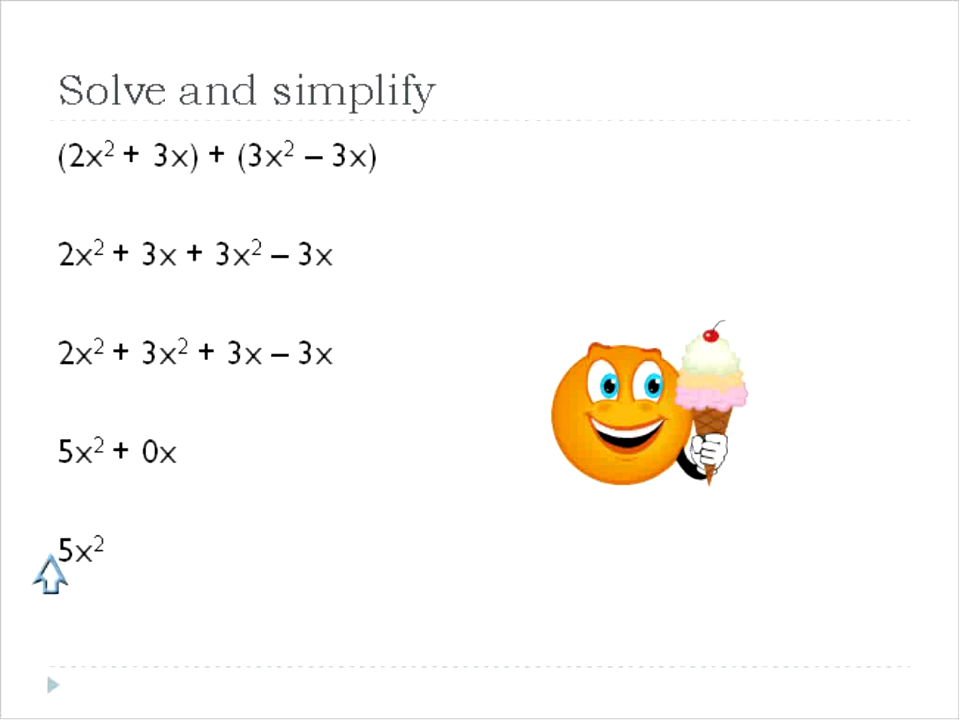 Solve and simplify
(2x² + 3x) + (3x² – 3x)
2x² + 3x + 3x² – 3x
2x² + 3x² + 3x – 3x
5x² + 0x
5x²